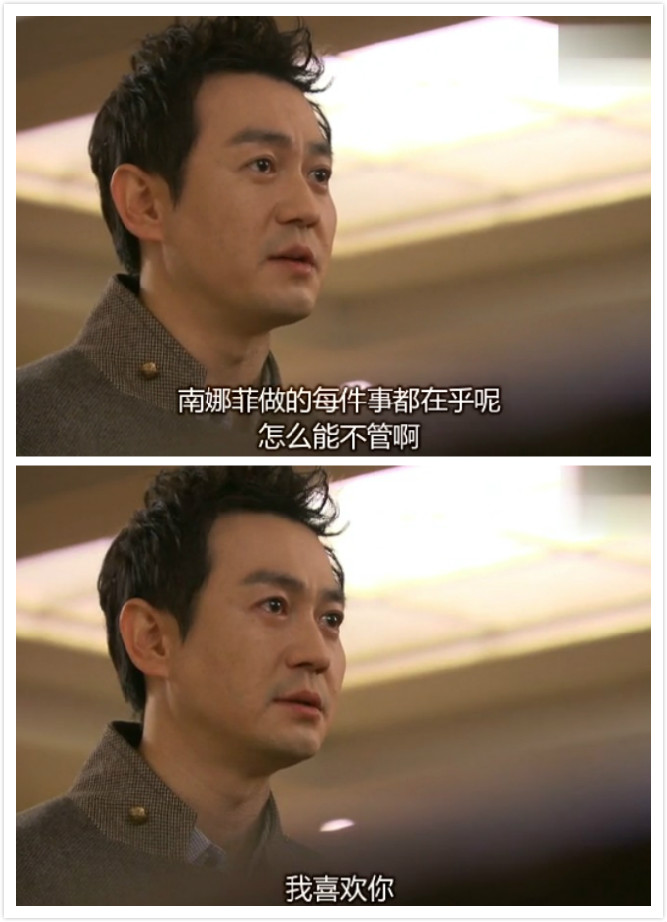 南娜菲做的每件事都在乎呢
怎么能不管啊
我喜欢你